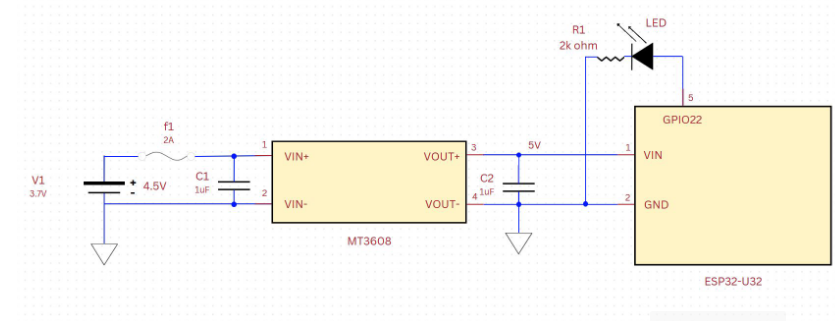 R1
2k ohm
LED
5
GPIO22
f1
2A
1
VIN+
VOUT+
3
5V
1
VIN
V1
3.7V
+
-
4.5V
C1
1uF
2
VIN-
VOUT-
4
C2
1uF
2
GND
MT3608
ESP32-U32